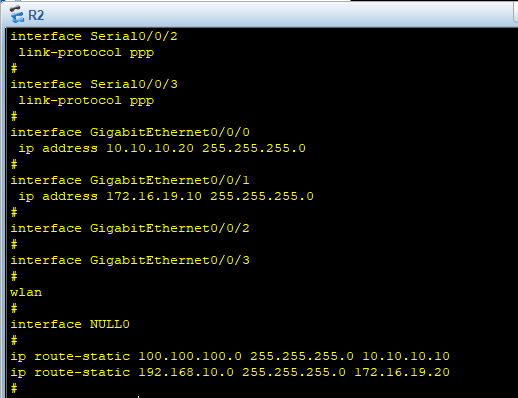 R2
interface Serial0/0/2
 link-protocol ppp
#
interface Serial0/0/3
 link-protocol ppp
#
interface GigabitEthernet0/0/0
 ip address 10.10.10.20 255.255.255.0
#
interface GigabitEthernet0/0/1
 ip address 172.16.19.10 255.255.255.0
#
interface GigabitEthernet0/0/2
#
interface GigabitEthernet0/0/3
#
wlan
#
interface NULL0
#
ip route-static 100.100.100.0 255.255.255.0 10.10.10.10
ip route-static 192.168.10.0 255.255.255.0 172.16.19.20
#